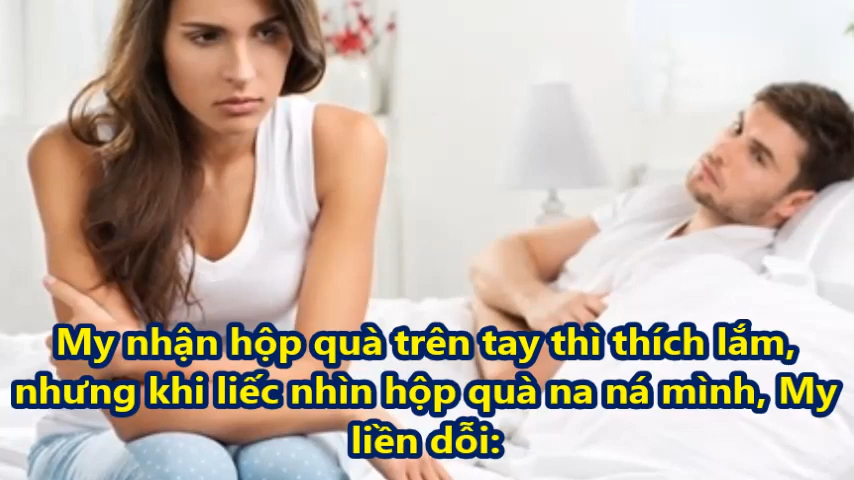 My nhận hộp quà trên tay thì thích lắm,
nhưng khi liếc nhìn hộp quà na ná mình, My
liền dỗi: